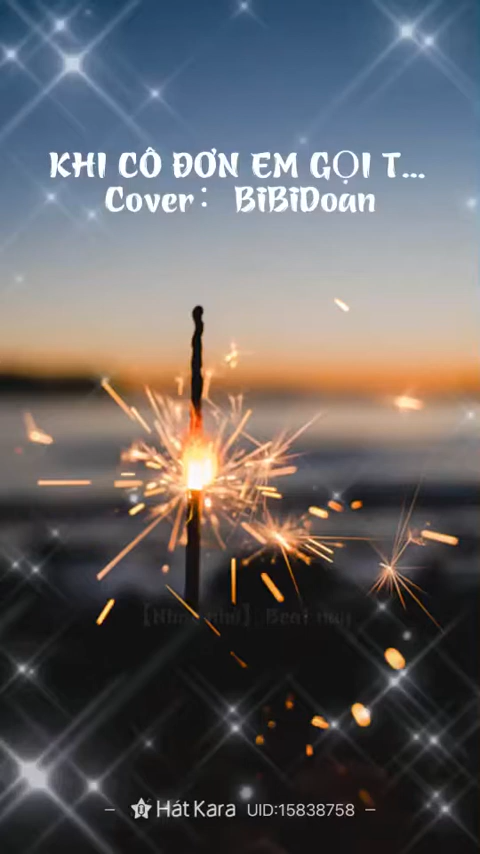 KHI CÔ ĐƠN EM GỌI T...
Cover： BiBiDoan
– Hát Kara UID:15838758 –